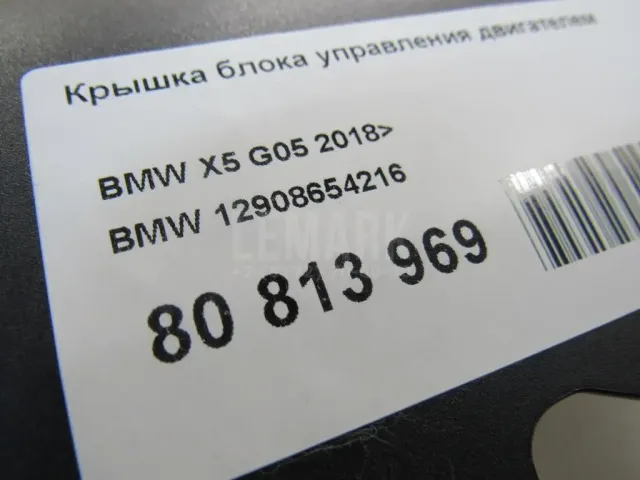 Крышка блока управления двигателем
BMW X5 G05 2018>
BMW 12908654216
LEMARK
80 813 969